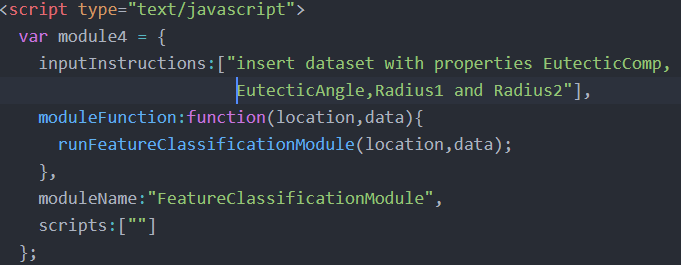 <script type="text/javascript">
  var module4 = {
    inputInstructions:["insert dataset with properties EutecticComp,
                        EutecticAngle,Radius1 and Radius2"],
    moduleFunction:function(location,data){
      runFeatureClassificationModule(location,data);
    },
    moduleName:"FeatureClassificationModule",
    scripts:[""]
  };